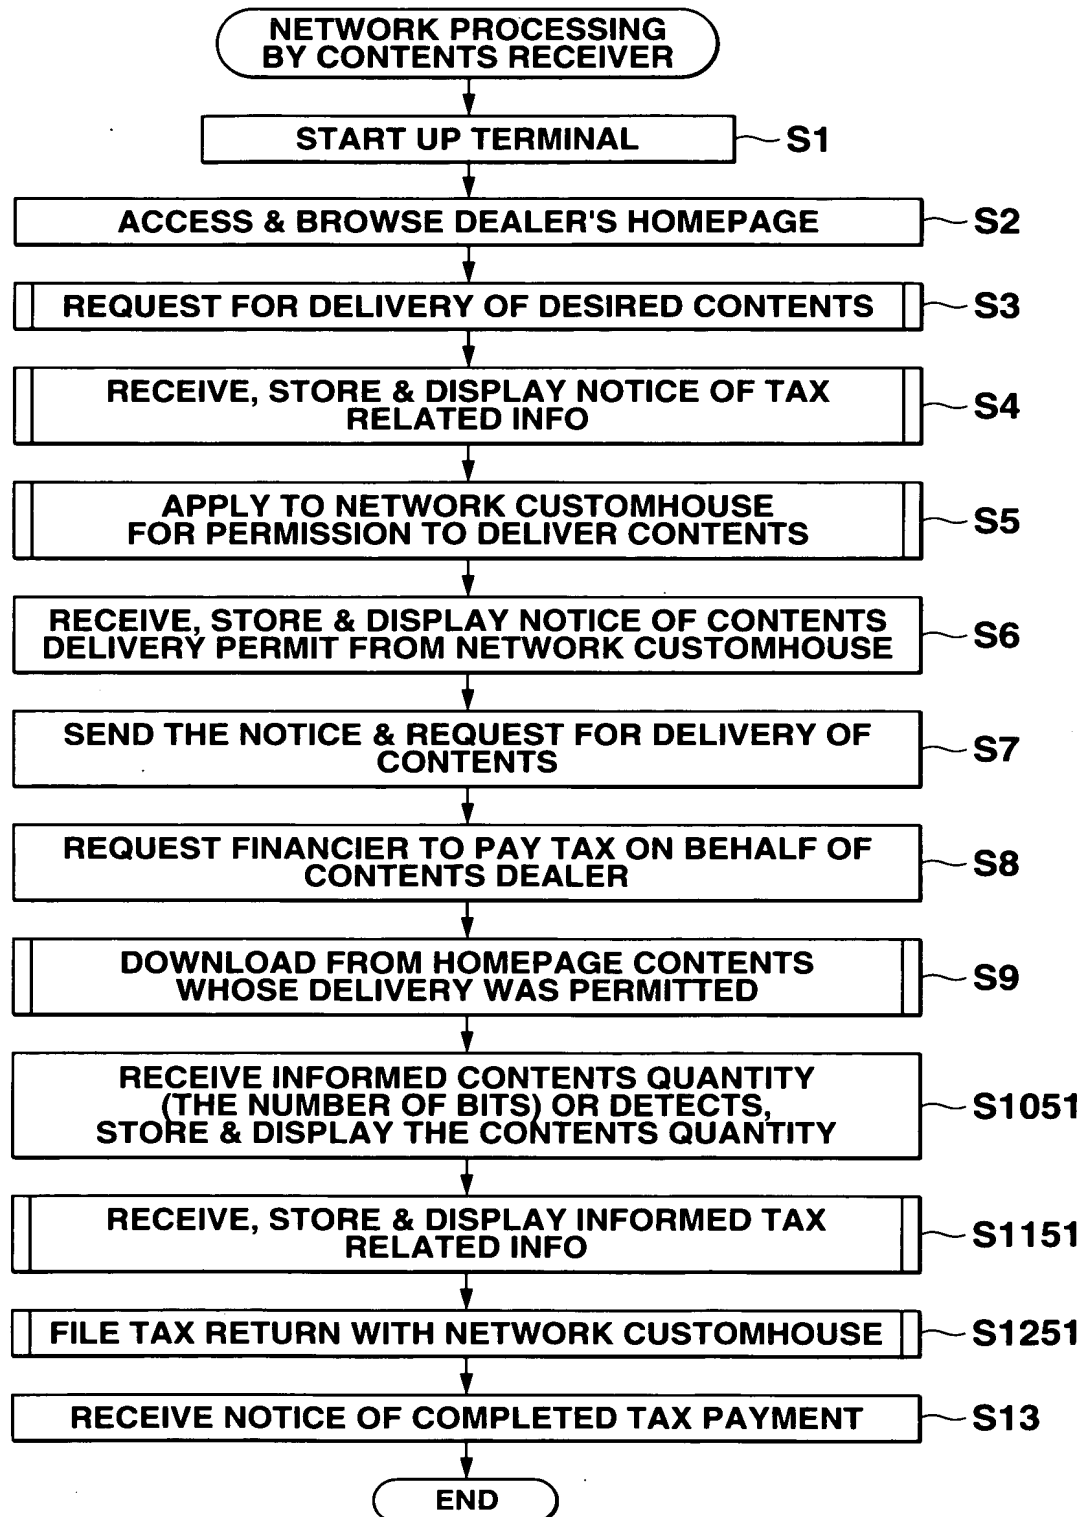 NETWORK PROCESSING
BY CONTENTS RECEIVER
START UP TERMINAL
S1
ACCESS & BROWSE DEALER'S HOMEPAGE
S2
REQUEST FOR DELIVERY OF DESIRED CONTENTS
S3
RECEIVE, STORE & DISPLAY NOTICE OF TAX
RELATED INFO
S4
APPLY TO NETWORK CUSTOMHOUSE
FOR PERMISSION TO DELIVER CONTENTS
S5
RECEIVE, STORE & DISPLAY NOTICE OF CONTENTS
DELIVERY PERMIT FROM NETWORK CUSTOMHOUSE
S6
SEND THE NOTICE & REQUEST FOR DELIVERY OF
CONTENTS
S7
REQUEST FINANCIER TO PAY TAX ON BEHALF OF
CONTENTS DEALER
S8
DOWNLOAD FROM HOMEPAGE CONTENTS
WHOSE DELIVERY WAS PERMITTED
S9
RECEIVE INFORMED CONTENTS QUANTITY
(THE NUMBER OF BITS) OR DETECTS,
STORE & DISPLAY THE CONTENTS QUANTITY
S1051
RECEIVE, STORE & DISPLAY INFORMED TAX
RELATED INFO
S1151
FILE TAX RETURN WITH NETWORK CUSTOMHOUSE
S1251
RECEIVE NOTICE OF COMPLETED TAX PAYMENT
S13
END